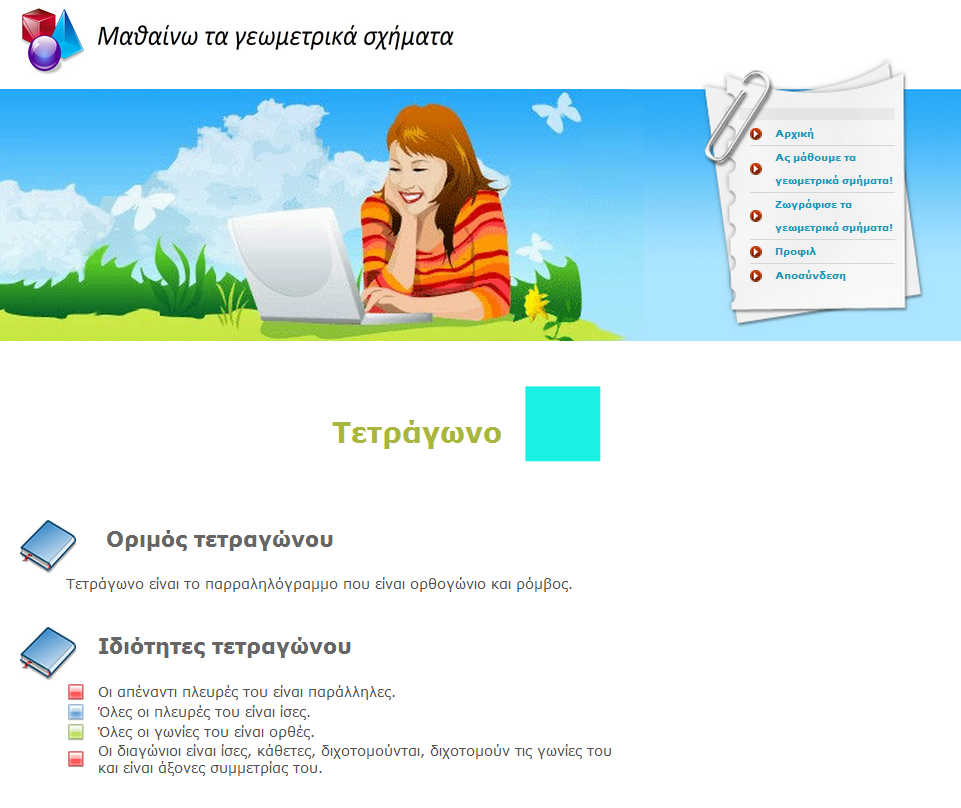 Μαθαίνω τα γεωμετρικά σχήματα
Αρχική
Ας μάθουμε τα
γεωμετρικά σμήματα!
Ζωγράφισε τα
γεωμετρικά σμήματα!
Προφιλ
Αποσύνδεση
Τετράγωνο
Οριμός τετραγώνου
Τετράγωνο είναι το παρραληλόγραμμο που είναι ορθογώνιο και ρόμβος.
Ιδιότητες τετραγώνου
Οι απέναντι πλευρές του είναι παράλληλες.
Όλες οι πλευρές του είναι ίσες.
Όλες οι γωνίες του είναι ορθές.
Οι διαγώνιοι είναι ίσες, κάθετες, διχοτομούνται, διχοτομούν τις γωνίες του
και είναι άξονες συμμετρίας του.